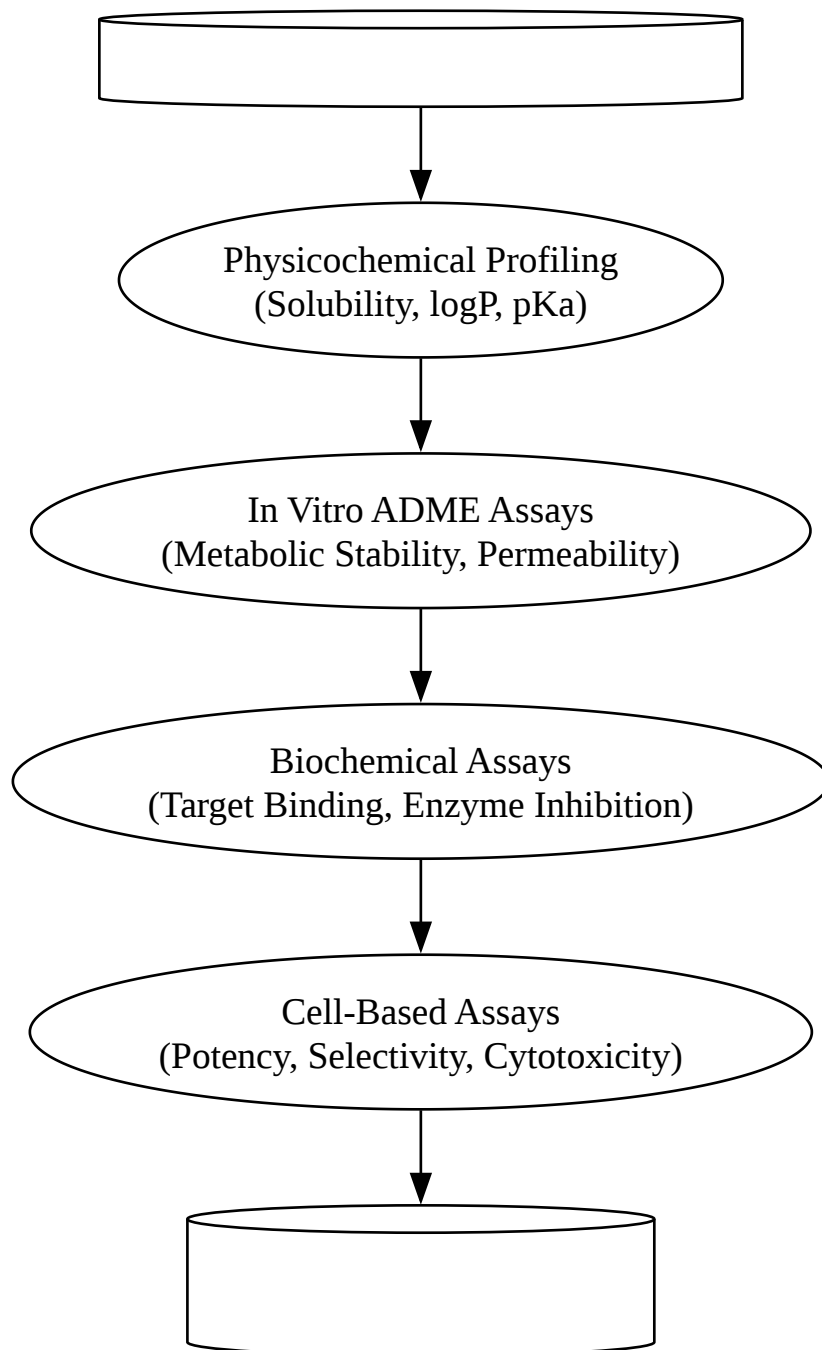 Physicochemical Profiling
(Solubility, logP, pKa)
In Vitro ADME Assays
(Metabolic Stability, Permeability)
Biochemical Assays
(Target Binding, Enzyme Inhibition)
Cell-Based Assays
(Potency, Selectivity, Cytotoxicity)